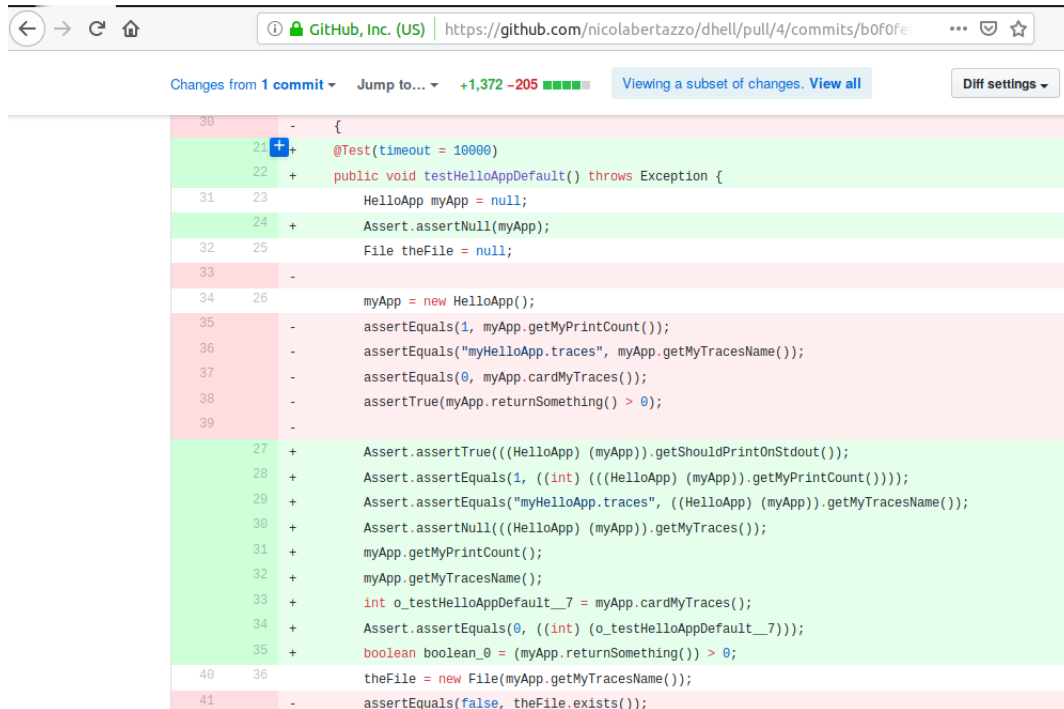 GitHub, Inc. (US) https://github.com/nicolabertazzo/dhell/pull/4/commits/b0f0fe
Changes from 1 commit Jump to... +1,372 −205 Viewing a subset of changes. View all Diff settings
30 - {
21 + @Test(timeout = 10000)
22 + public void testHelloAppDefault() throws Exception {
31 23 HelloApp myApp = null;
24 + Assert.assertNull(myApp);
32 25 File theFile = null;
33 -
34 26 myApp = new HelloApp();
35 - assertEquals(1, myApp.getMyPrintCount());
36 - assertEquals("myHelloApp.traces", myApp.getMyTracesName());
37 - assertEquals(0, myApp.cardMyTraces());
38 - assertTrue(myApp.returnSomething() > 0);
39 -
27 + Assert.assertTrue(((HelloApp) (myApp)).getShouldPrintOnStdout());
28 + Assert.assertEquals(1, ((int) (((HelloApp) (myApp)).getMyPrintCount())));
29 + Assert.assertEquals("myHelloApp.traces", ((HelloApp) (myApp)).getMyTracesName());
30 + Assert.assertNull(((HelloApp) (myApp)).getMyTraces());
31 + myApp.getMyPrintCount();
32 + myApp.getMyTracesName();
33 + int o_testHelloAppDefault__7 = myApp.cardMyTraces();
34 + Assert.assertEquals(0, ((int) (o_testHelloAppDefault__7)));
35 + boolean boolean_0 = (myApp.returnSomething()) > 0;
40 36 theFile = new File(myApp.getMyTracesName());
41 - assertEquals(false, theFile.exists());